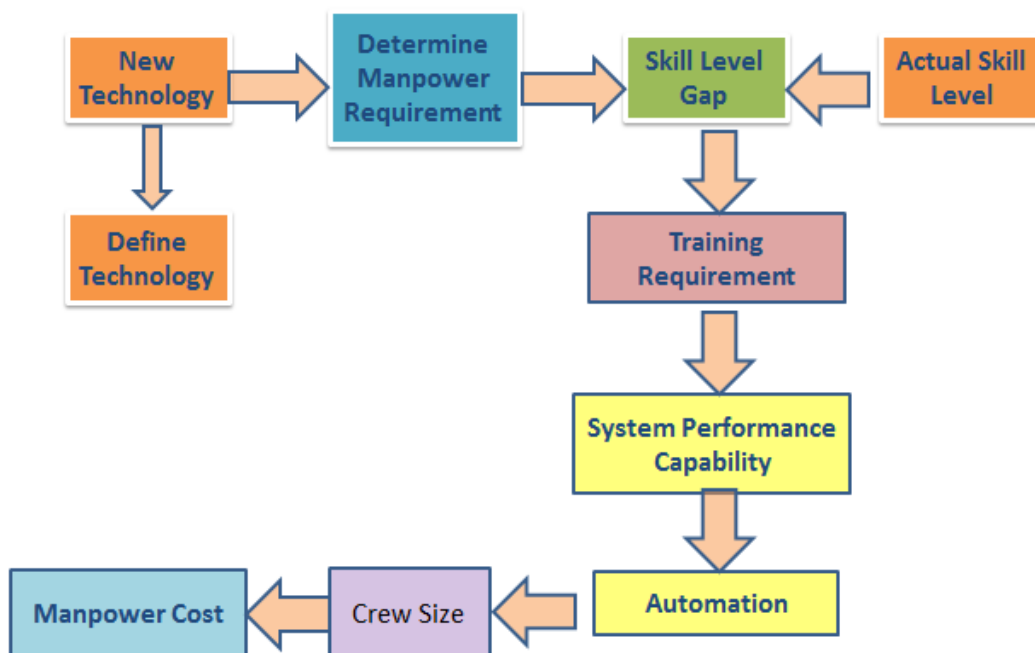 New
Technology
Determine
Manpower
Requirement
Skill Level
Gap
Actual Skill
Level
Define
Technology
Training
Requirement
System Performance
Capability
Automation
Crew Size
Manpower Cost